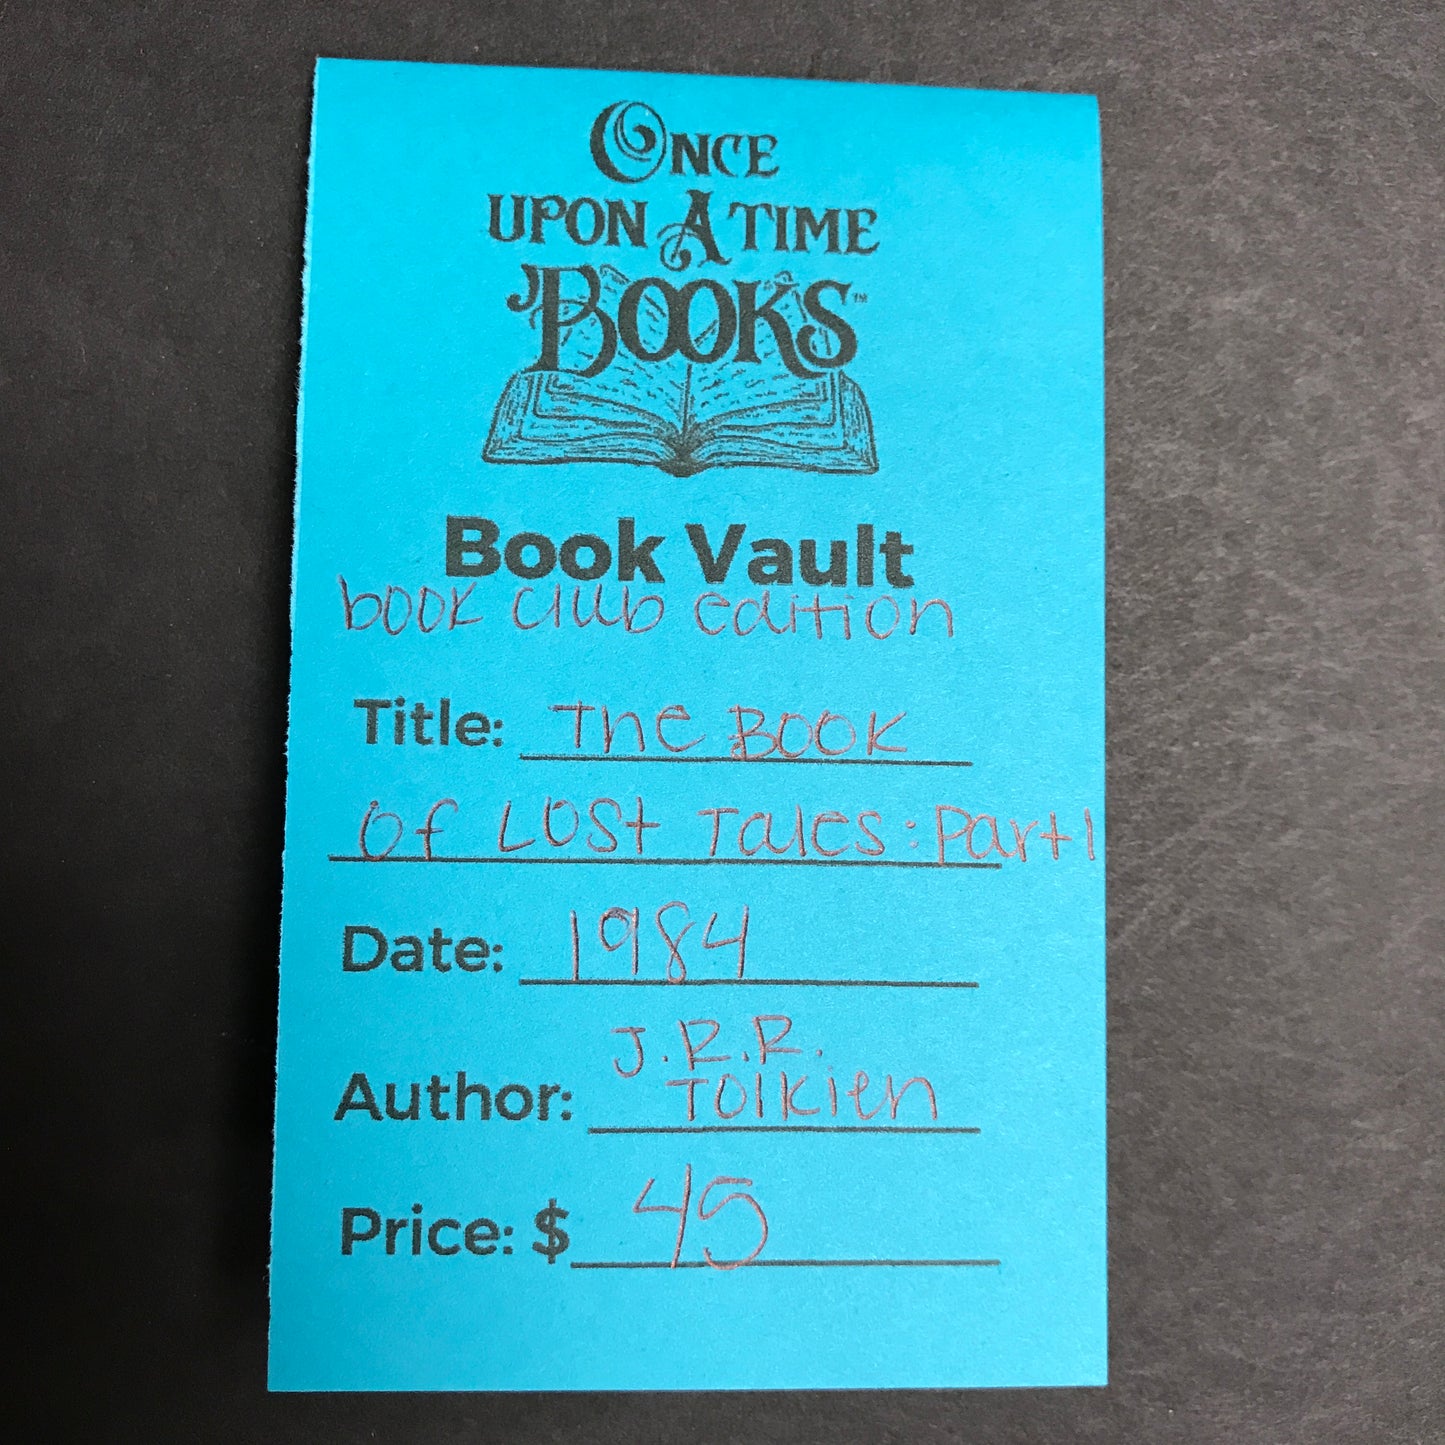 ONCE
UPON A TIME
BOOKS™
Book Vault
book club edition
Title: The Book
of Lost Tales: Part 1
Date: 1984
J.R.R.
Author: Tolkien
Price: $ 45